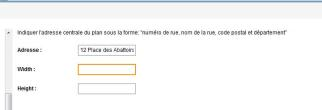 Indiquer l'adresse centrale du plan sous la forme: "numéro de rue, nom de la rue, code postal et département"
Adresse : 12 Place des Abattoirs
Width :
Height :